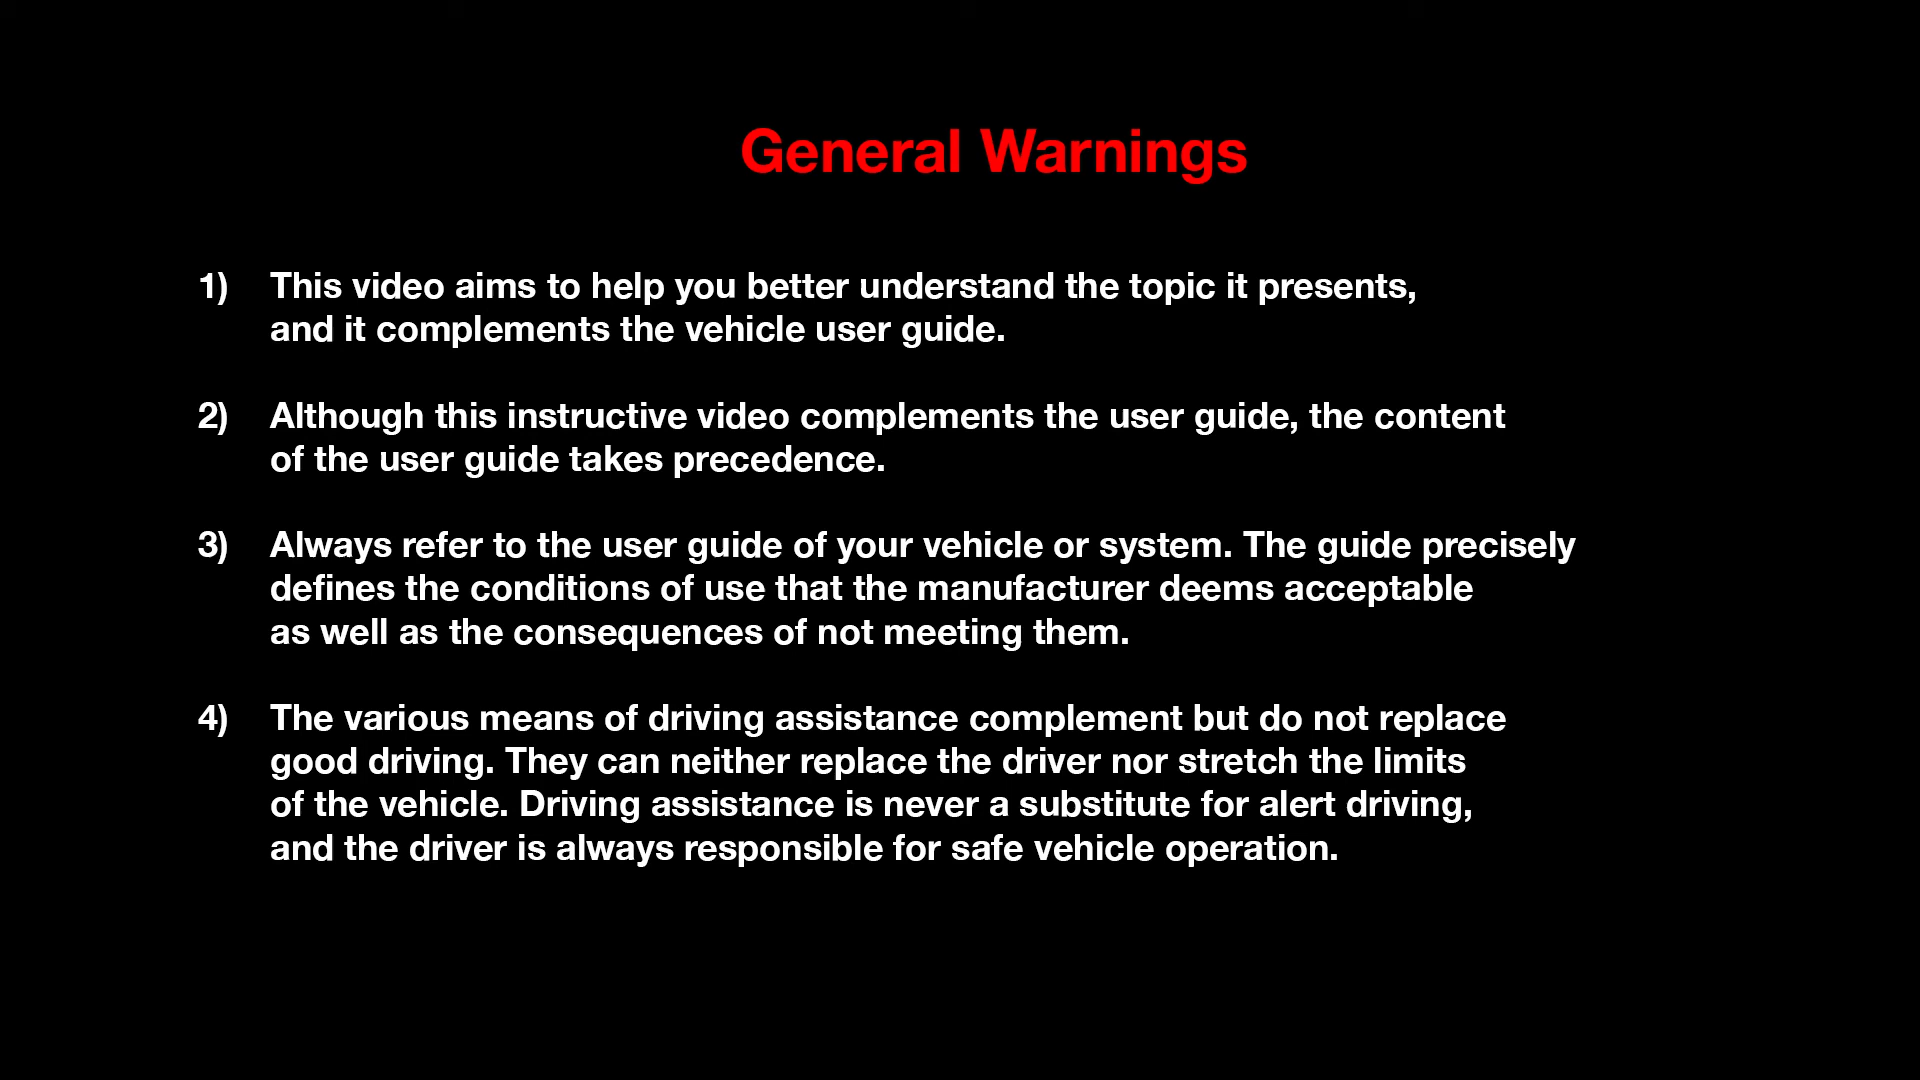 General Warnings
1) This video aims to help you better understand the topic it presents,
and it complements the vehicle user guide.
2) Although this instructive video complements the user guide, the content
of the user guide takes precedence.
3) Always refer to the user guide of your vehicle or system. The guide precisely
defines the conditions of use that the manufacturer deems acceptable
as well as the consequences of not meeting them.
4) The various means of driving assistance complement but do not replace
good driving. They can neither replace the driver nor stretch the limits
of the vehicle. Driving assistance is never a substitute for alert driving,
and the driver is always responsible for safe vehicle operation.